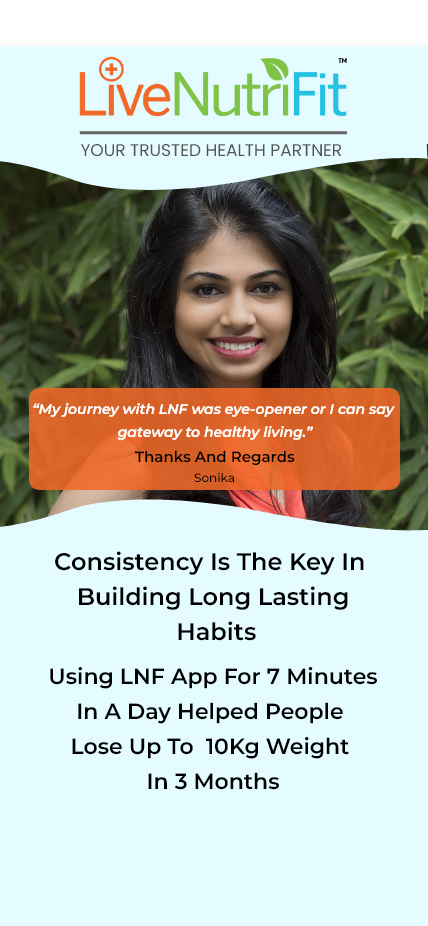 LiveNutriFit™
YOUR TRUSTED HEALTH PARTNER
“My journey with LNF was eye-opener or I can say
gateway to healthy living.”
Thanks And Regards
Sonika
Consistency Is The Key In
Building Long Lasting
Habits
Using LNF App For 7 Minutes
In A Day Helped People
Lose Up To  10Kg Weight
In 3 Months